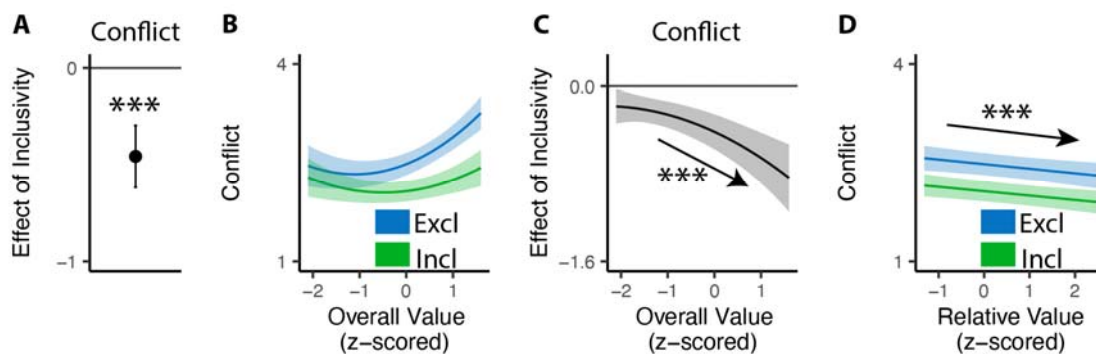 A
Conflict
Effect of Inclusivity
0
−1
***
B
Conflict
4
1
Excl
Incl
−2 −1 0 1
Overall Value
(z−scored)
C
Conflict
Effect of Inclusivity
0.0
−1.6
***
−2 −1 0 1
Overall Value
(z−scored)
D
Conflict
4
1
***
Excl
Incl
−1 0 1 2
Relative Value
(z−scored)